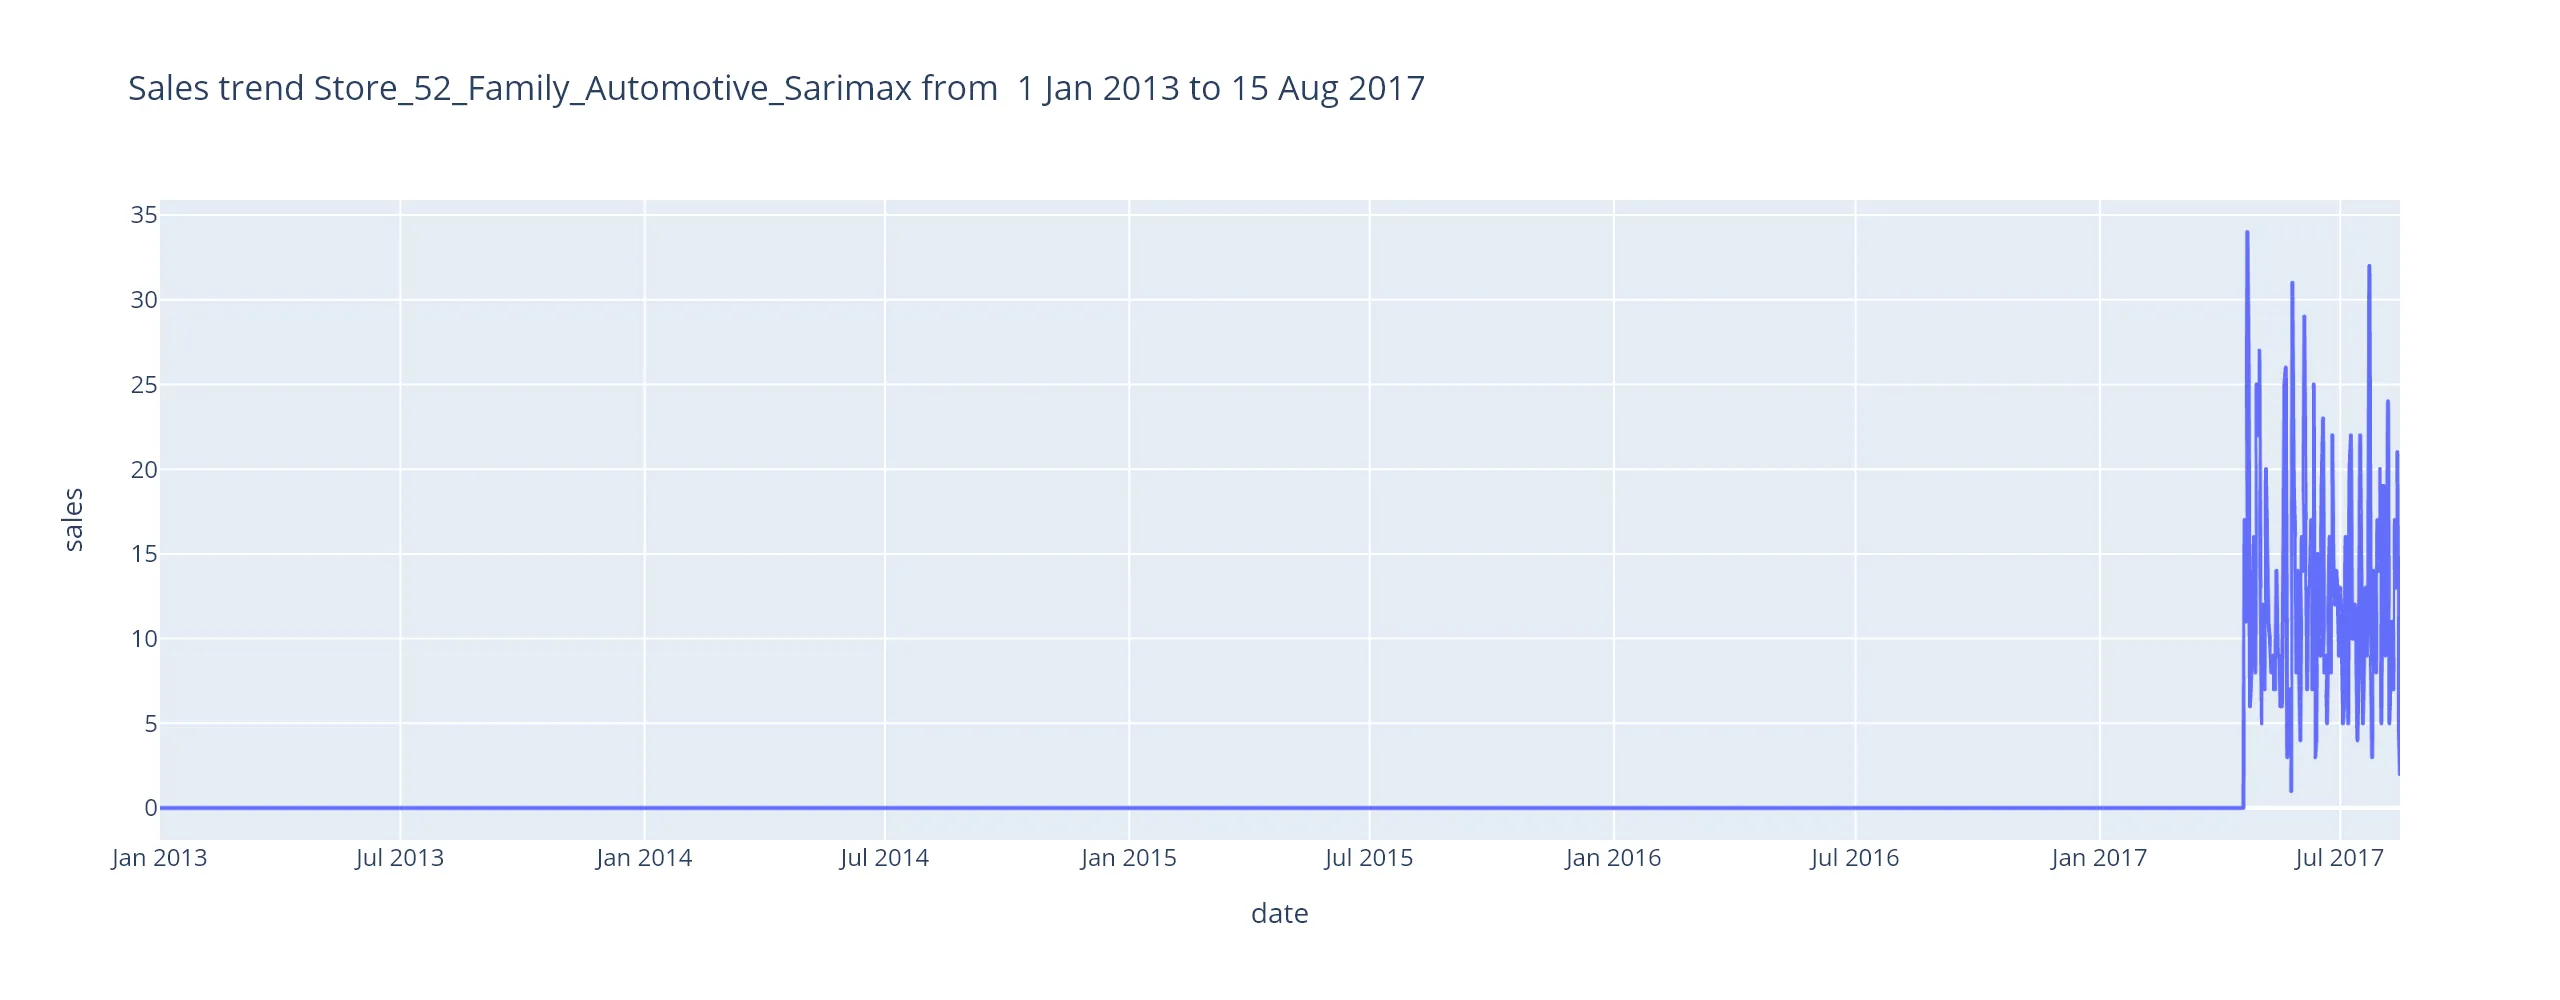 Sales trend Store_52_Family_Automotive_Sarimax from  1 Jan 2013 to 15 Aug 2017
35
30
25
20
15
10
5
0
sales
Jan 2013 Jul 2013 Jan 2014 Jul 2014 Jan 2015 Jul 2015 Jan 2016 Jul 2016 Jan 2017 Jul 2017
date